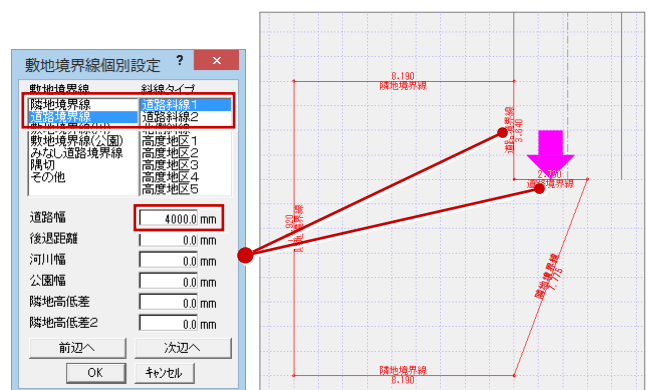 敷地境界線個別設定 ? ×
敷地境界線 斜線タイプ
隣地境界線 道路斜線1
道路境界線 道路斜線2
敷地境界線(公園) 高度地区1
みなし道路境界線 高度地区2
隅切 高度地区3
その他 高度地区4
高度地区5
道路幅 4000.0 mm
後退距離 0.0 mm
河川幅 0.0 mm
公園幅 0.0 mm
隣地高低差 0.0 mm
隣地高低差2 0.0 mm
前辺へ 次辺へ
OK キャンセル
8.190
隣地境界線
道路境界線
3.640
道路境界線
隣地境界線
7.775
隣地境界線
8.190